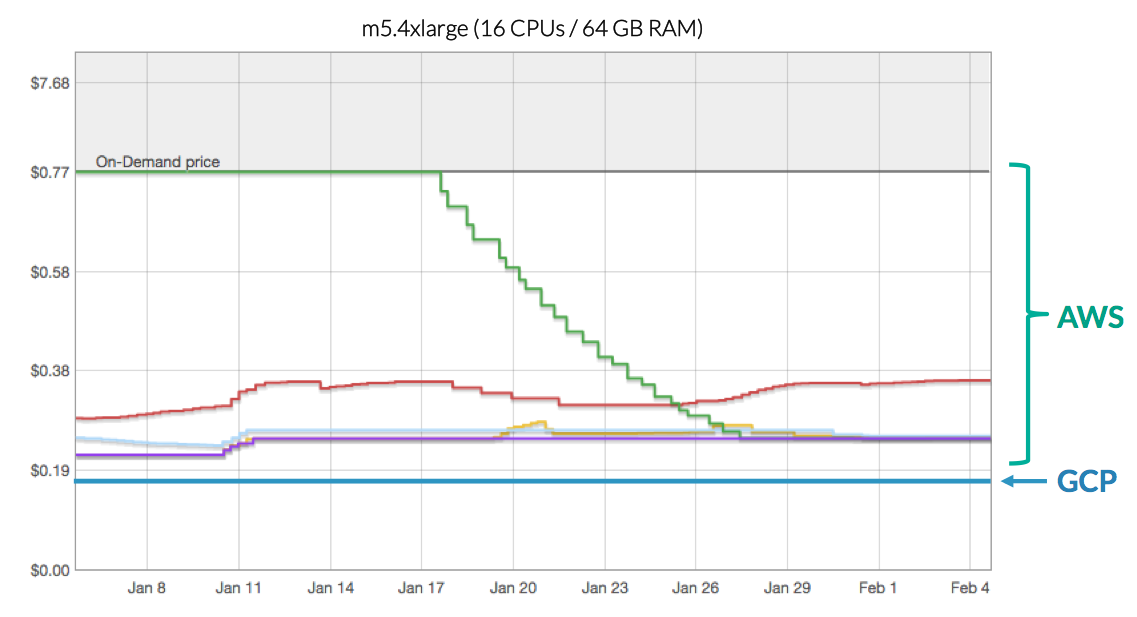 m5.4xlarge (16 CPUs / 64 GB RAM)
$7.68
On-Demand price
$0.77
$0.58
$0.38
$0.19
$0.00
Jan 8 Jan 11 Jan 14 Jan 17 Jan 20 Jan 23 Jan 26 Jan 29 Feb 1 Feb 4
AWS
GCP